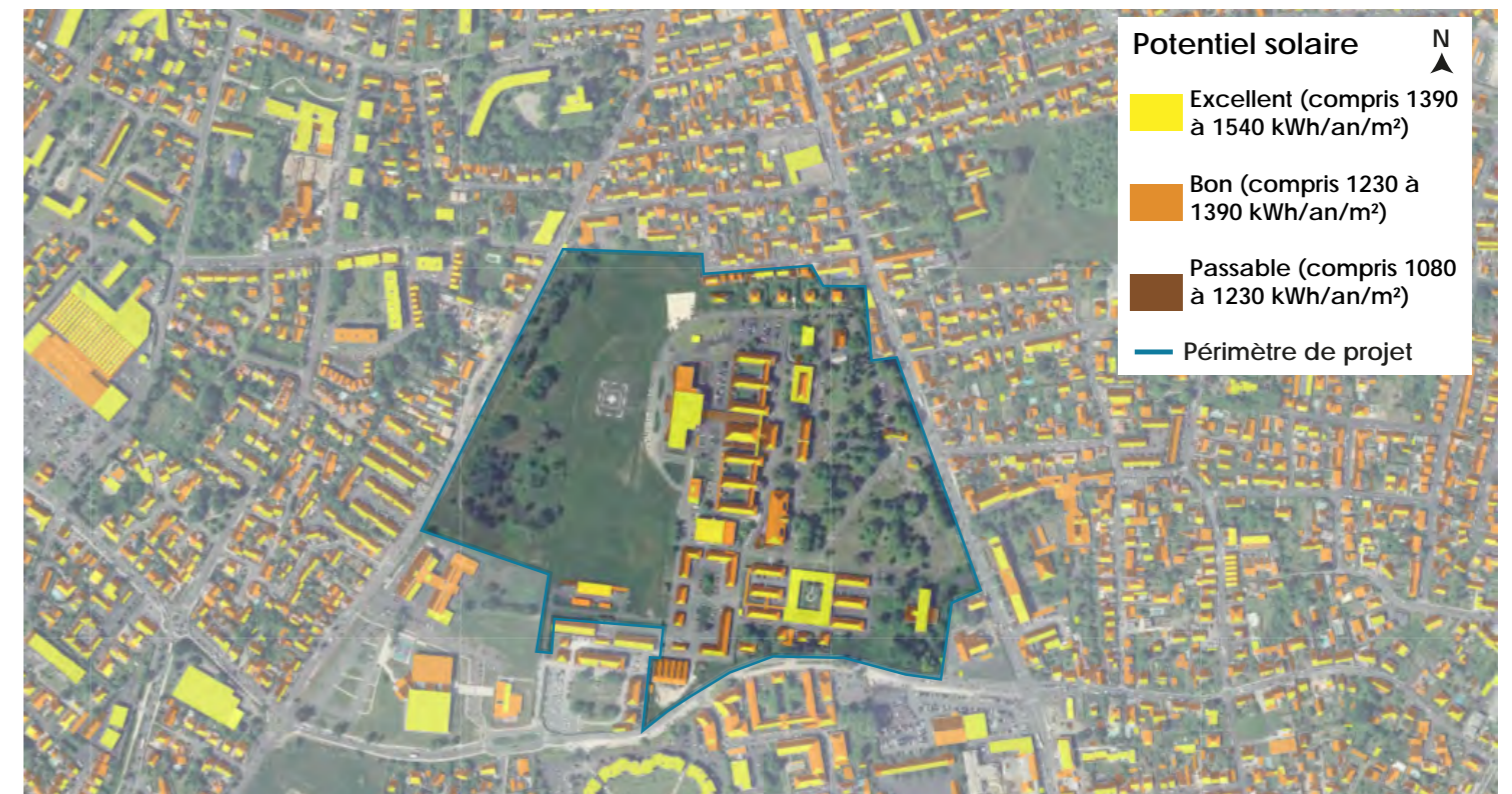 Potentiel solaire
N
Excellent (compris 1390
à 1540 kWh/an/m²)
Bon (compris 1230 à
1390 kWh/an/m²)
Passable (compris 1080
à 1230 kWh/an/m²)
Périmètre de projet